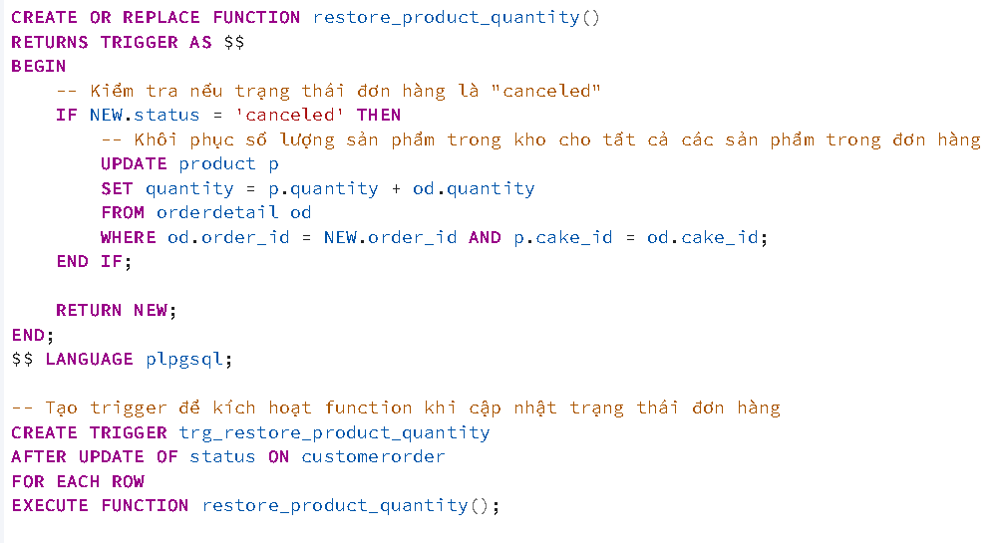 CREATE OR REPLACE FUNCTION restore_product_quantity()
RETURNS TRIGGER AS $$
BEGIN
    -- Kiểm tra nếu trạng thái đơn hàng là "canceled"
    IF NEW.status = 'canceled' THEN
        -- Khôi phục số lượng sản phẩm trong kho cho tất cả các sản phẩm trong đơn hàng
        UPDATE product p
        SET quantity = p.quantity + od.quantity
        FROM orderdetail od
        WHERE od.order_id = NEW.order_id AND p.cake_id = od.cake_id;
    END IF;

    RETURN NEW;
END;
$$ LANGUAGE plpgsql;

-- Tạo trigger để kích hoạt function khi cập nhật trạng thái đơn hàng
CREATE TRIGGER trg_restore_product_quantity
AFTER UPDATE OF status ON customerorder
FOR EACH ROW
EXECUTE FUNCTION restore_product_quantity();